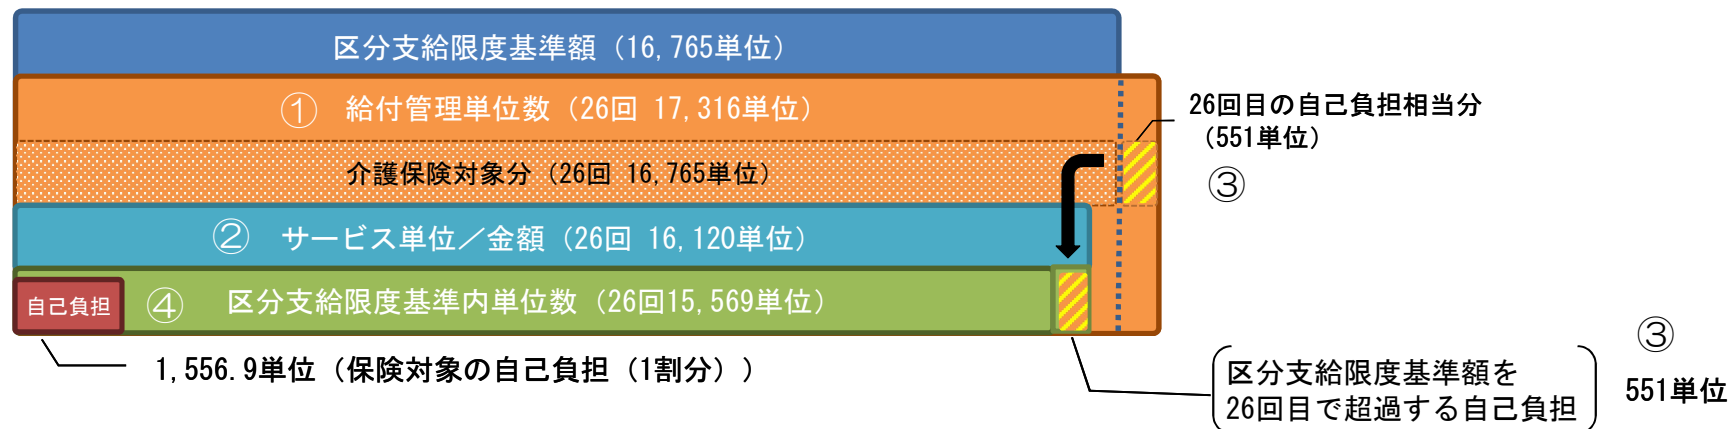 区分支給限度基準額（16,765単位）
① 給付管理単位数（26回 17,316単位）
26回目の自己負担相当分
（551単位）
③
介護保険対象分（26回 16,765単位）
② サービス単位／金額（26回 16,120単位）
自己負担
④ 区分支給限度基準内単位数（26回15,569単位）
1,556.9単位（保険対象の自己負担（1割分））
区分支給限度基準額を
26回目で超過する自己負担
③
551単位